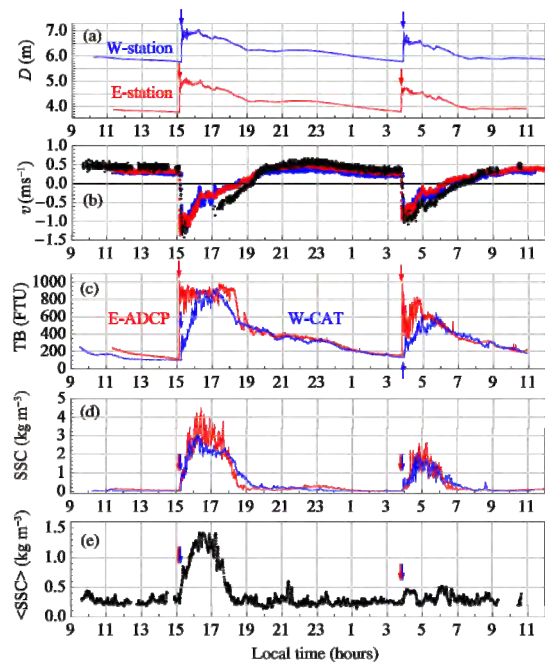 (a)
7.0
6.0
5.0
4.0
D (m)
W-station
E-station
9 11 13 15 17 19 21 23 1 3 5 7 9 11
1.0
0.5
0.0
−0.5
−1.0
−1.5
v (ms⁻¹)
(b)
9 11 13 15 17 19 21 23 1 3 5 7 9 11
1000
800
600
400
200
0
TB (FTU)
(c)
E-ADCP
W-CAT
9 11 13 15 17 19 21 23 1 3 5 7 9 11
5
4
3
2
1
0
SSC (kg m⁻³)
(d)
9 11 13 15 17 19 21 23 1 3 5 7 9 11
1.5
1.0
0.5
0.0
<SSC> (kg m⁻³)
(e)
9 11 13 15 17 19 21 23 1 3 5 7 9 11
Local time (hours)